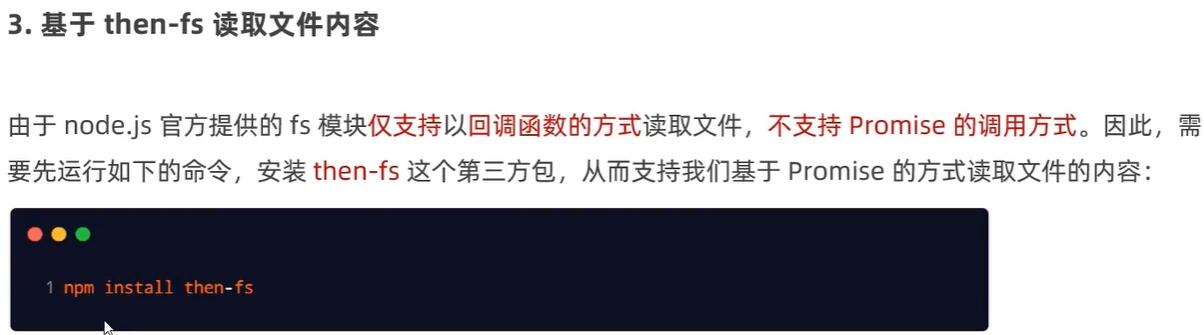 3. 基于 then-fs 读取文件内容
由于 node.js 官方提供的 fs 模块仅支持以回调函数的方式读取文件，不支持 Promise 的调用方式。因此，需
要先运行如下的命令，安装 then-fs 这个第三方包，从而支持我们基于 Promise 的方式读取文件的内容：
1 npm install then-fs